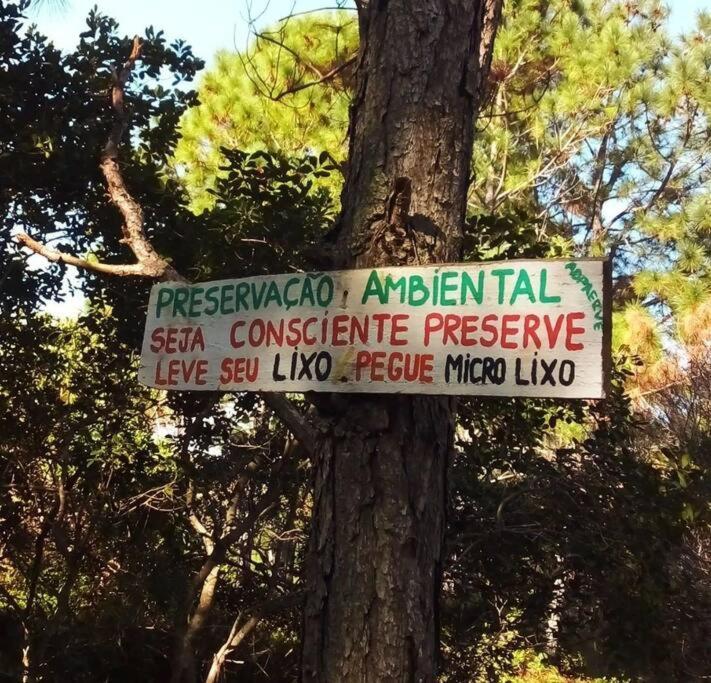 PRESERVAÇÃO AMBIENTAL
SEJA CONSCIENTE PRESERVE
LEVE SEU LIXO PEGUE MICRO LIXO